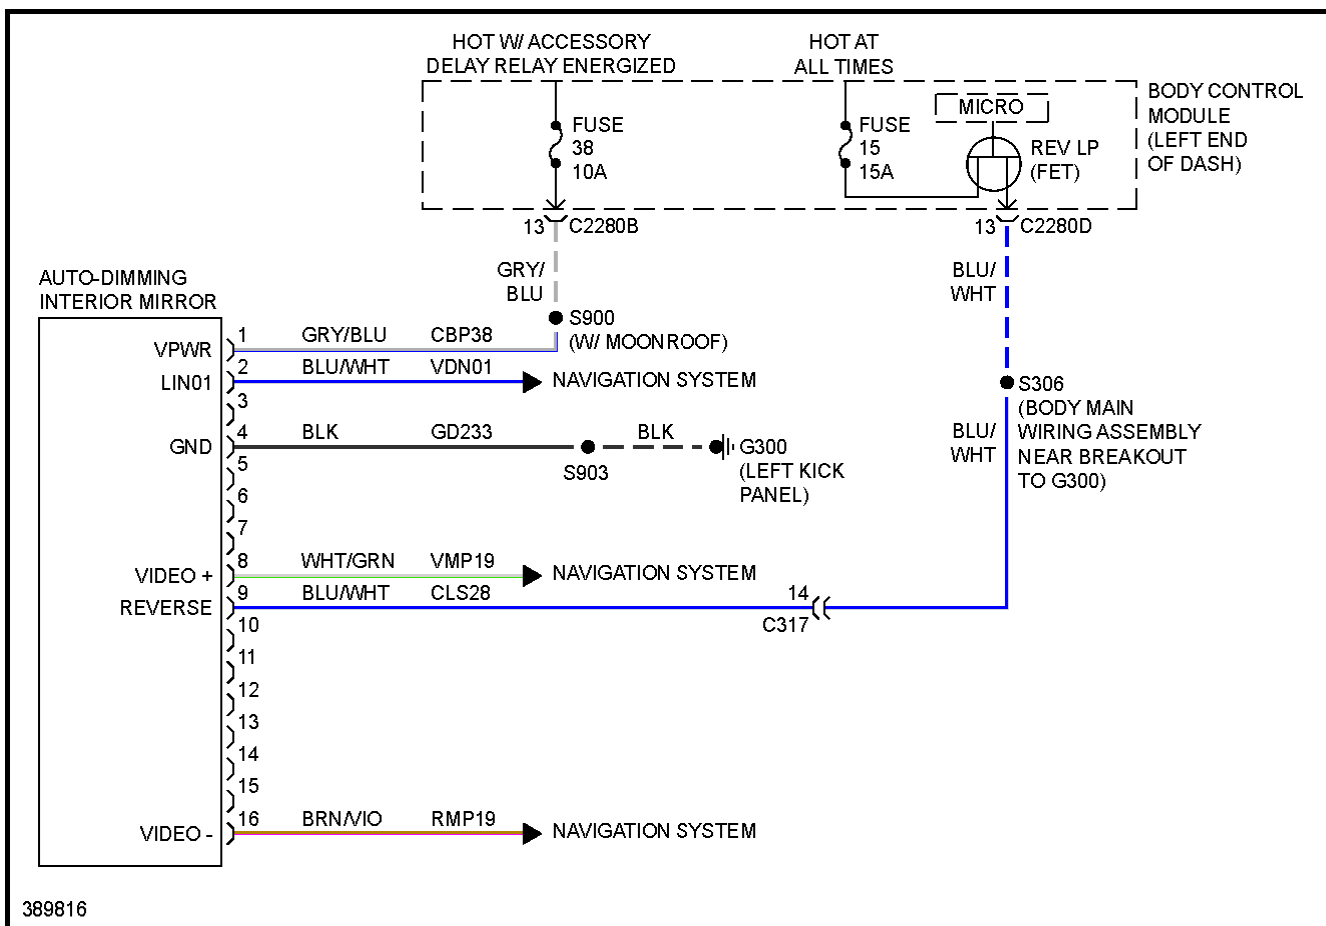 HOT W/ ACCESSORY
DELAY RELAY ENERGIZED
HOT AT
ALL TIMES
BODY CONTROL
MODULE
(LEFT END
OF DASH)
FUSE
38
10A
FUSE
15
15A
MICRO
REV LP
(FET)
13 C2280B
13 C2280D
GRY/
BLU
BLU/
WHT
S900
(W/ MOONROOF)
AUTO-DIMMING
INTERIOR MIRROR
VPWR 1 GRY/BLU CBP38
LIN01 2 BLU/WHT VDN01 NAVIGATION SYSTEM
3
GND 4 BLK GD233 BLK
S903
G300
(LEFT KICK
PANEL)
S306
(BODY MAIN
WIRING ASSEMBLY
NEAR BREAKOUT
TO G300)
BLU/
WHT
5
6
7
VIDEO + 8 WHT/GRN VMP19 NAVIGATION SYSTEM
REVERSE 9 BLU/WHT CLS28 14
C317
10
11
12
13
14
15
VIDEO - 16 BRN/VIO RMP19 NAVIGATION SYSTEM
389816